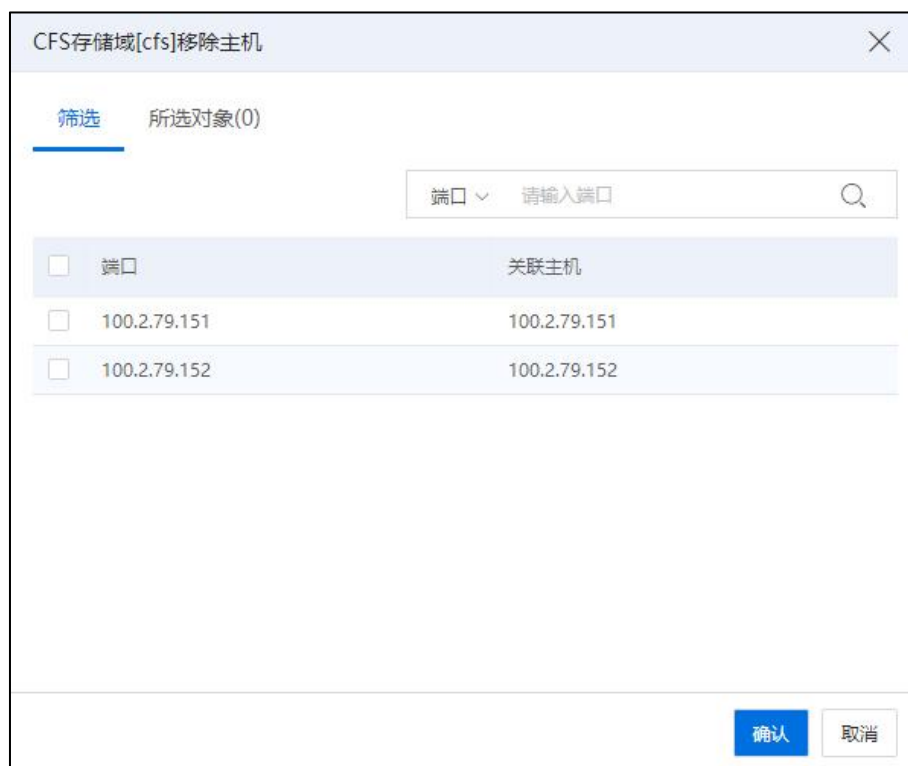 CFS存储域[cfs]移除主机
筛选 所选对象(0)
端口 请输入端口
端口 关联主机
100.2.79.151 100.2.79.151
100.2.79.152 100.2.79.152
确认 取消